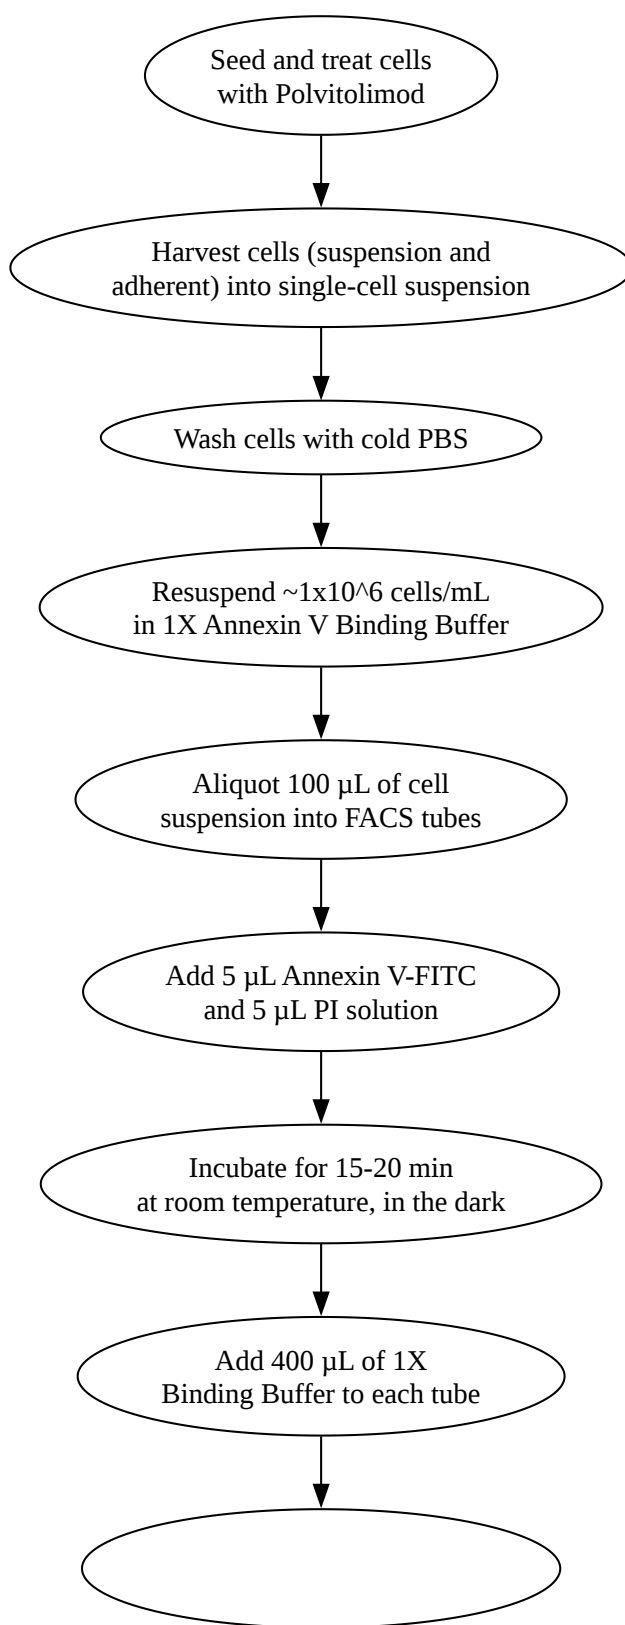 Seed and treat cells
with Polvitolimod
Harvest cells (suspension and
adherent) into single-cell suspension
Wash cells with cold PBS
Resuspend ~1x10^6 cells/mL
in 1X Annexin V Binding Buffer
Aliquot 100 µL of cell
suspension into FACS tubes
Add 5 µL Annexin V-FITC
and 5 µL PI solution
Incubate for 15-20 min
at room temperature, in the dark
Add 400 µL of 1X
Binding Buffer to each tube